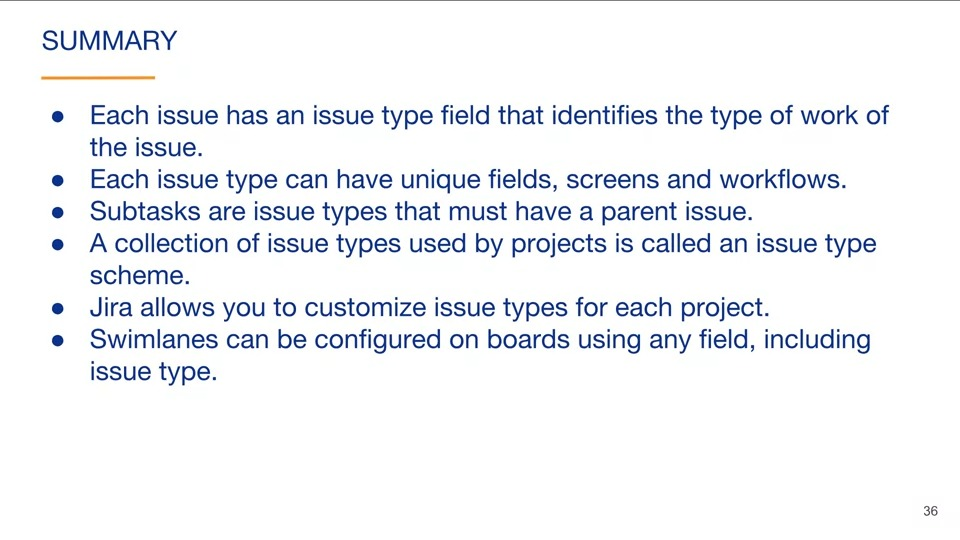 SUMMARY
● Each issue has an issue type field that identifies the type of work of
the issue.
● Each issue type can have unique fields, screens and workflows.
● Subtasks are issue types that must have a parent issue.
● A collection of issue types used by projects is called an issue type
scheme.
● Jira allows you to customize issue types for each project.
● Swimlanes can be configured on boards using any field, including
issue type.
36